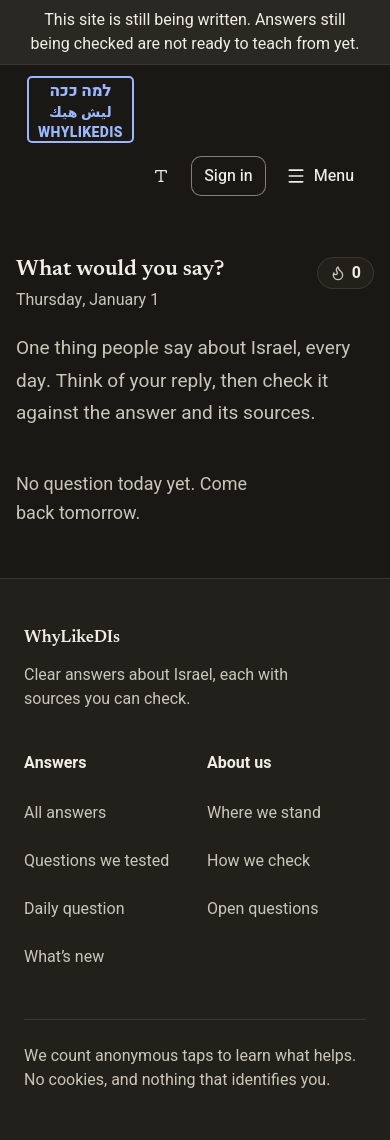 This site is still being written. Answers still
being checked are not ready to teach from yet.
למה ככה
ليش هيك
WHYLIKEDIS
T
Sign in
Menu
What would you say?
0
Thursday, January 1
One thing people say about Israel, every
day. Think of your reply, then check it
against the answer and its sources.
No question today yet. Come
back tomorrow.
WhyLikeDIs
Clear answers about Israel, each with
sources you can check.
Answers
About us
All answers
Where we stand
Questions we tested
How we check
Daily question
Open questions
What’s new
We count anonymous taps to learn what helps.
No cookies, and nothing that identifies you.